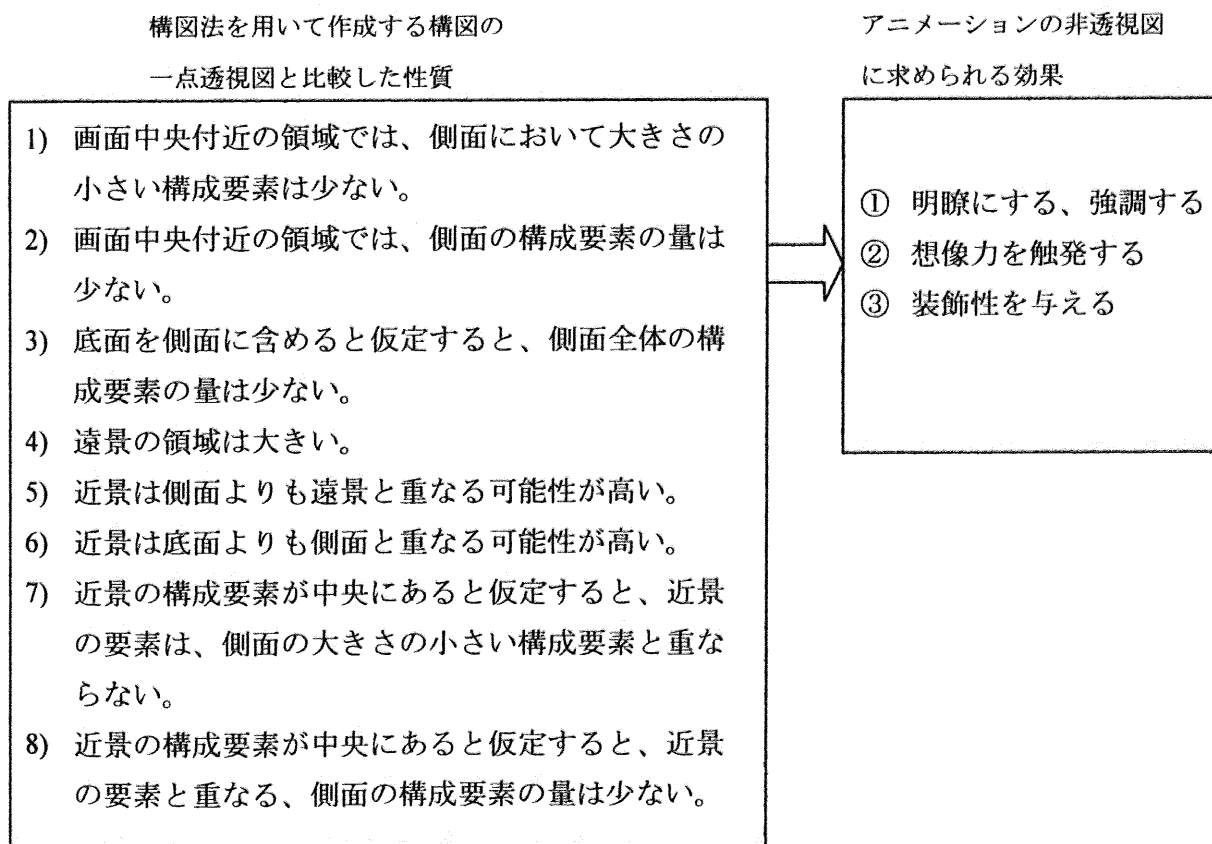 構図法を用いて作成する構図の
一点透視図と比較した性質
1) 画面中央付近の領域では、側面において大きさの
小さい構成要素は少ない。
2) 画面中央付近の領域では、側面の構成要素の量は
少ない。
3) 底面を側面に含めると仮定すると、側面全体の構
成要素の量は少ない。
4) 遠景の領域は大きい。
5) 近景は側面よりも遠景と重なる可能性が高い。
6) 近景は底面よりも側面と重なる可能性が高い。
7) 近景の構成要素が中央にあると仮定すると、近景
の要素は、側面の大きさの小さい構成要素と重な
らない。
8) 近景の構成要素が中央にあると仮定すると、近景
の要素と重なる、側面の構成要素の量は少ない。
アニメーションの非透視図
に求められる効果
① 明瞭にする、強調する
② 想像力を触発する
③ 装飾性を与える